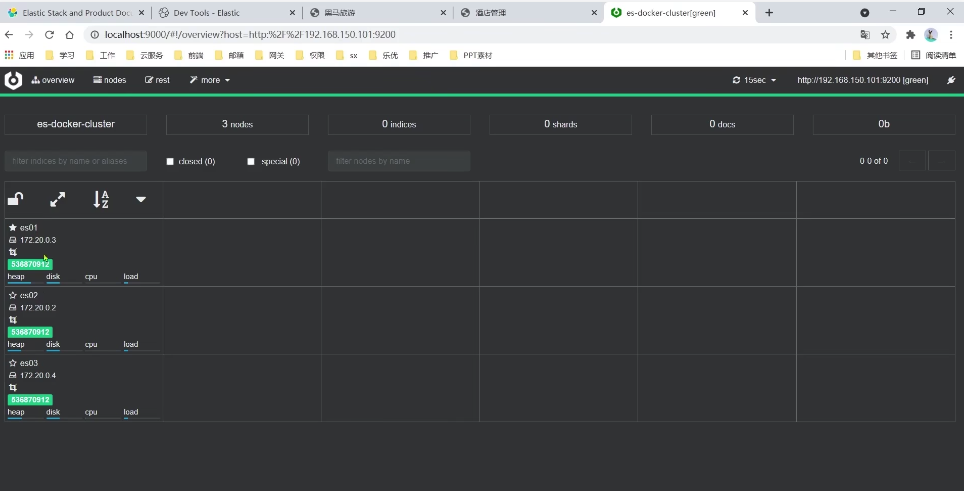 Elastic Stack and Product Doc
Dev Tools - Elastic
黑马旅游
酒店管理
es-docker-cluster[green]
localhost:9000/#!/overview?host=http:%2F%2F192.168.150.101:9200
应用 学习 工作 云服务 前端 邮箱 网关 权限 sx 乐优 推广 PPT素材 其他书签 阅读清单
overview nodes rest more 15sec http://192.168.150.101:9200 [green]
es-docker-cluster 3 nodes 0 indices 0 shards 0 docs 0b
filter indices by name or aliases closed (0) special (0) filter nodes by name 0-0 of 0
es01
172.20.0.3
536870912
heap disk cpu load
es02
172.20.0.2
536870912
heap disk cpu load
es03
172.20.0.4
536870912
heap disk cpu load